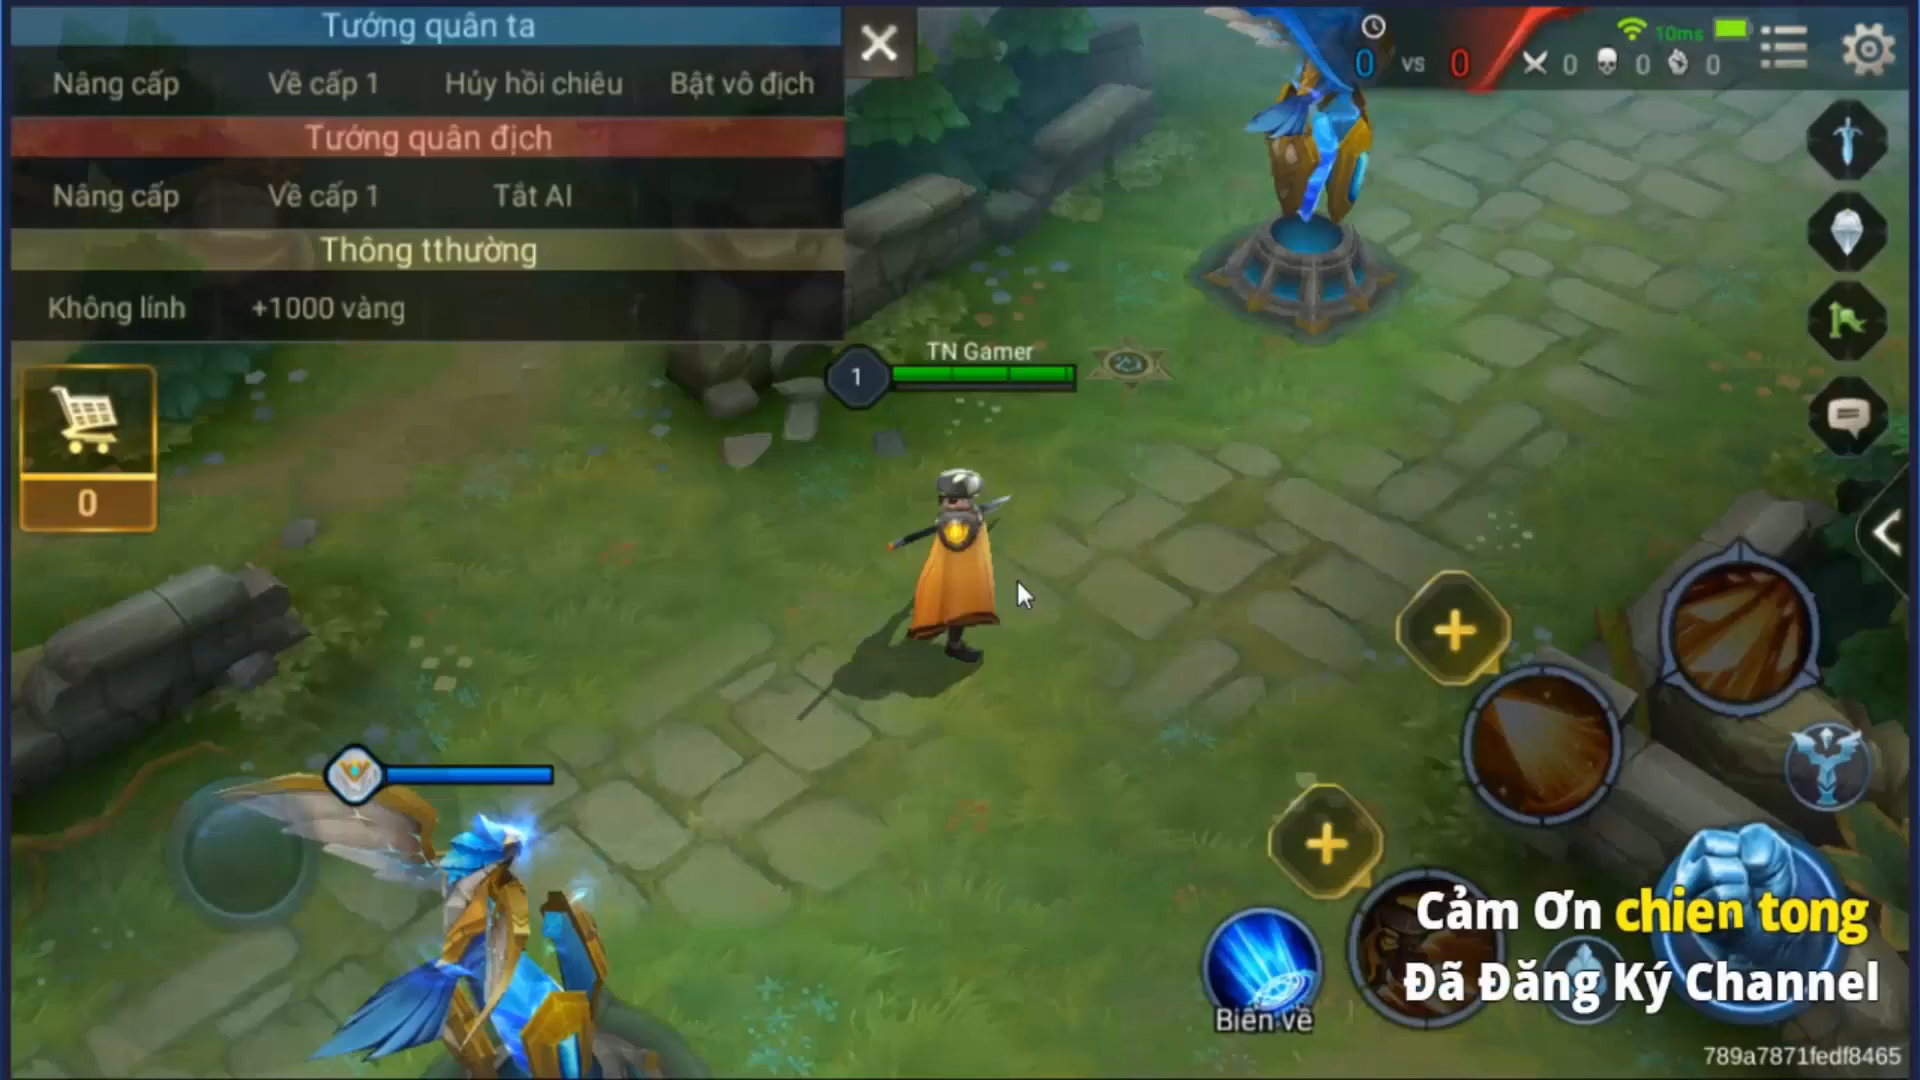 Tướng quân ta
Nâng cấp Về cấp 1 Hủy hồi chiêu Bật vô địch
Tướng quân địch
Nâng cấp Về cấp 1 Tắt AI
Thông tthường
Không lính +1000 vàng
0 vs 0
10ms
0 0 0
TN Gamer
1
0
Biến về
Cảm Ơn chien tong
Đã Đăng Ký Channel
789a7871fedf8465